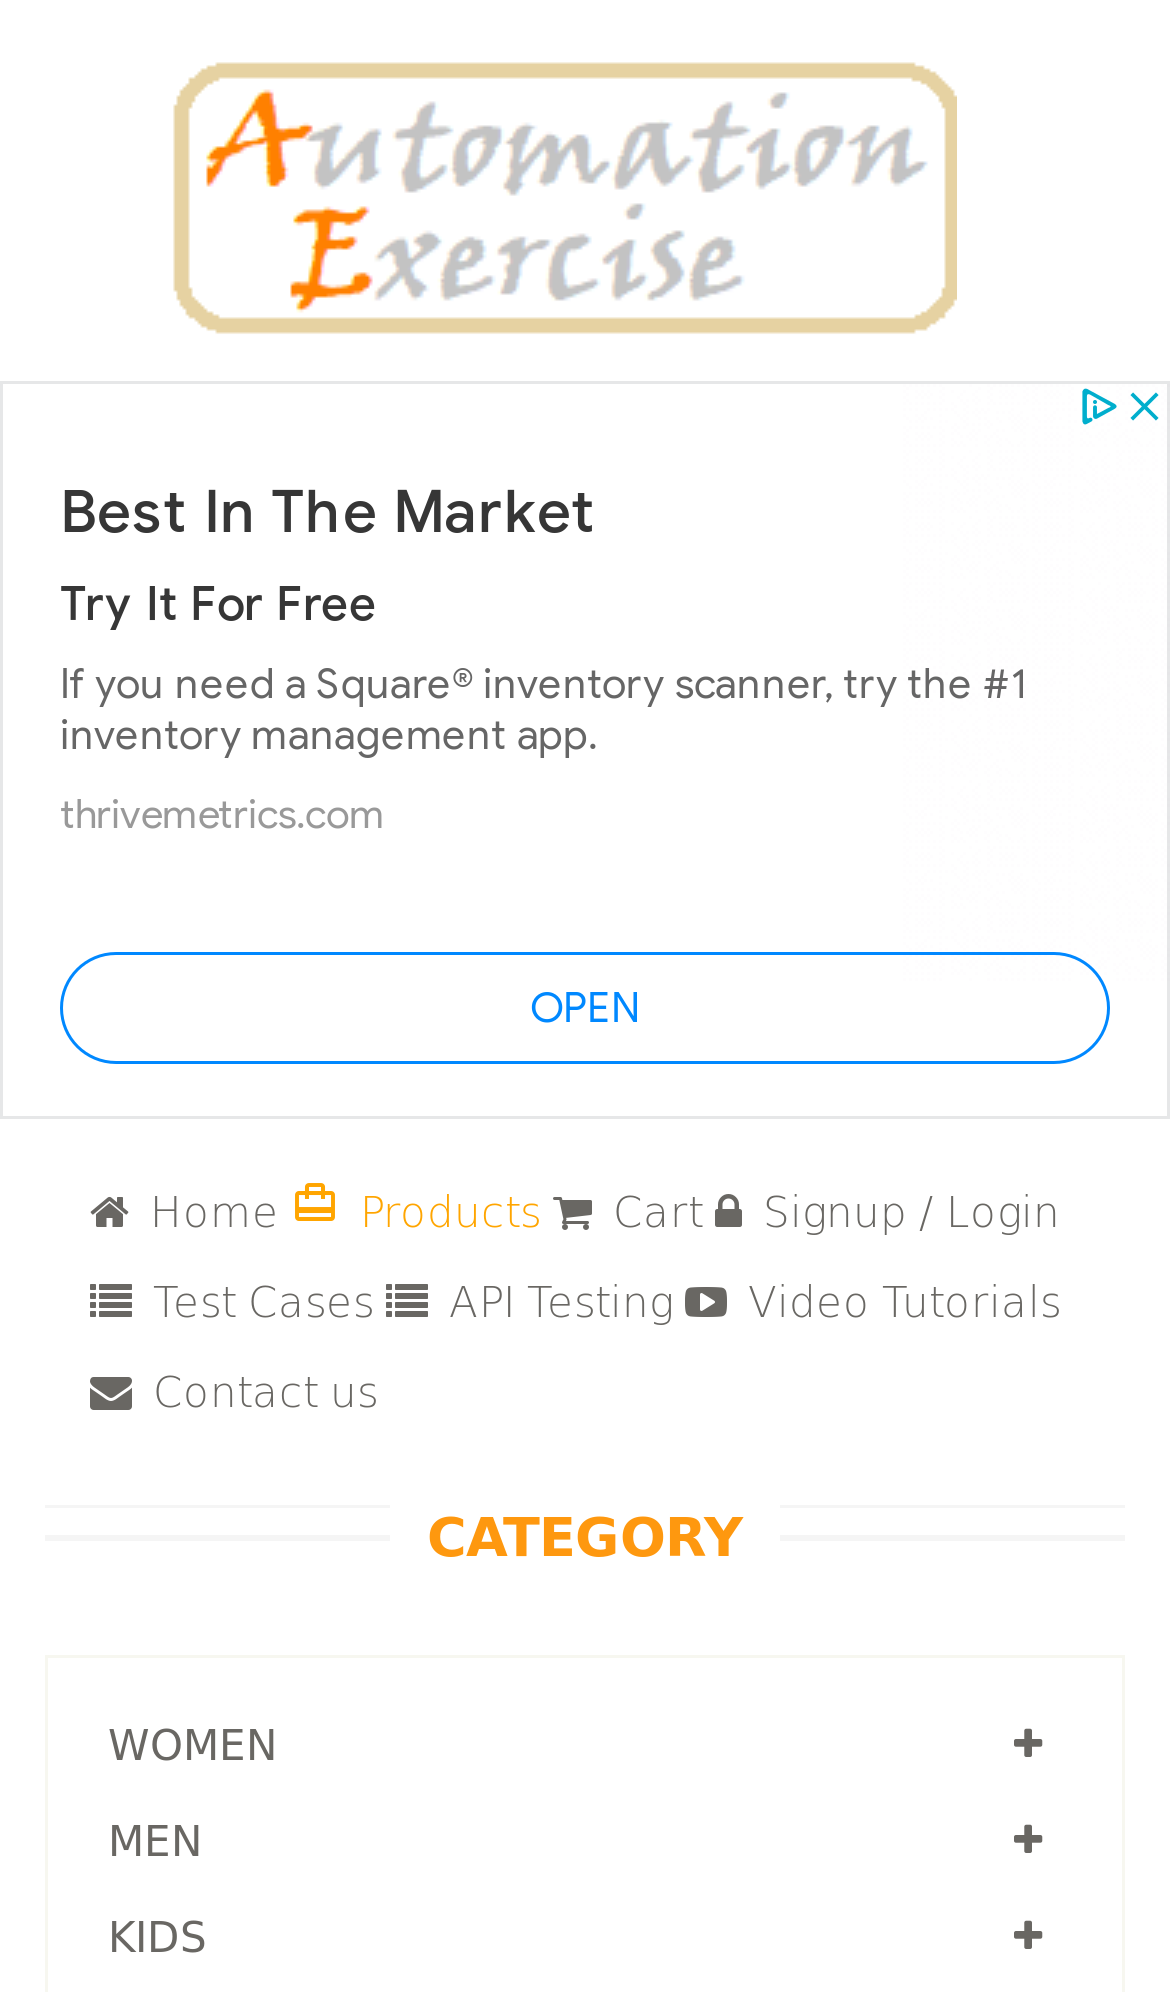 Automation
Exercise
Best In The Market
Try It For Free
If you need a Square® inventory scanner, try the #1
inventory management app.
thrivemetrics.com
OPEN
Home Products Cart Signup / Login
Test Cases API Testing Video Tutorials
Contact us
CATEGORY
WOMEN
MEN
KIDS